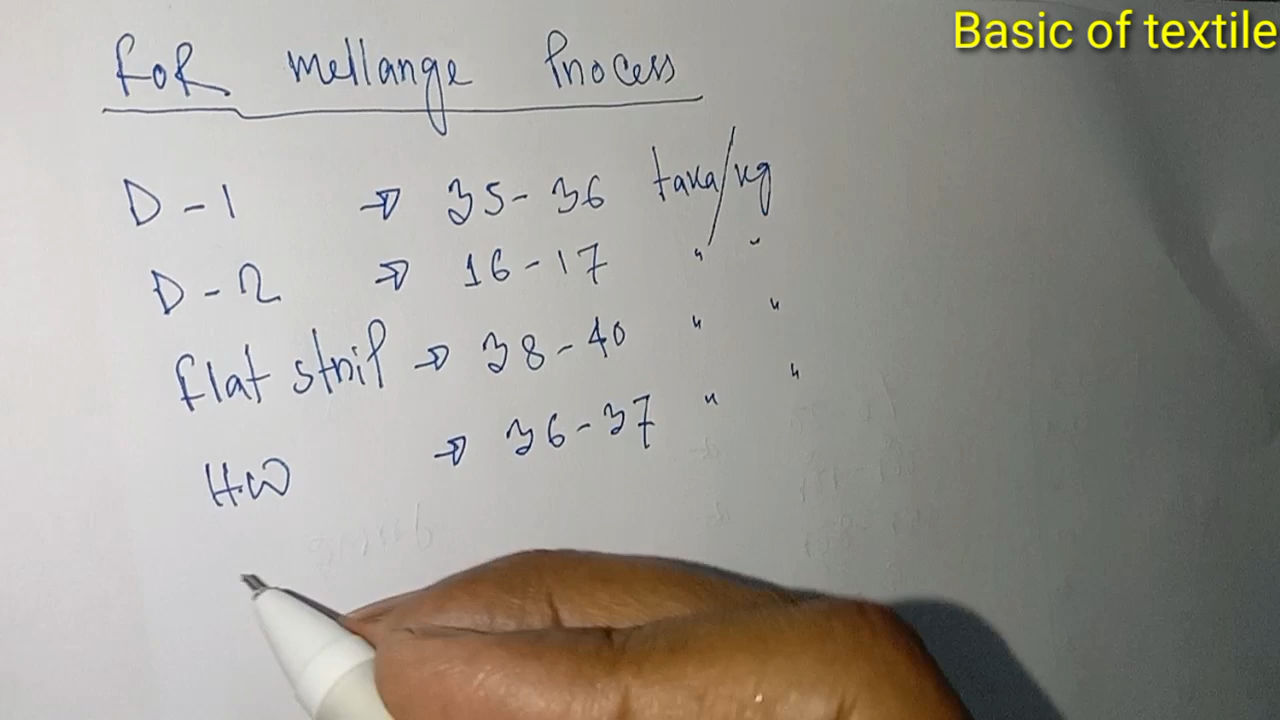 Basic of textile
FoR mellange Process
D-1 → 35-36 taka/kg
D-2 → 16-17 " "
Flat strip → 38-40 " "
H.W → 36-37 " "